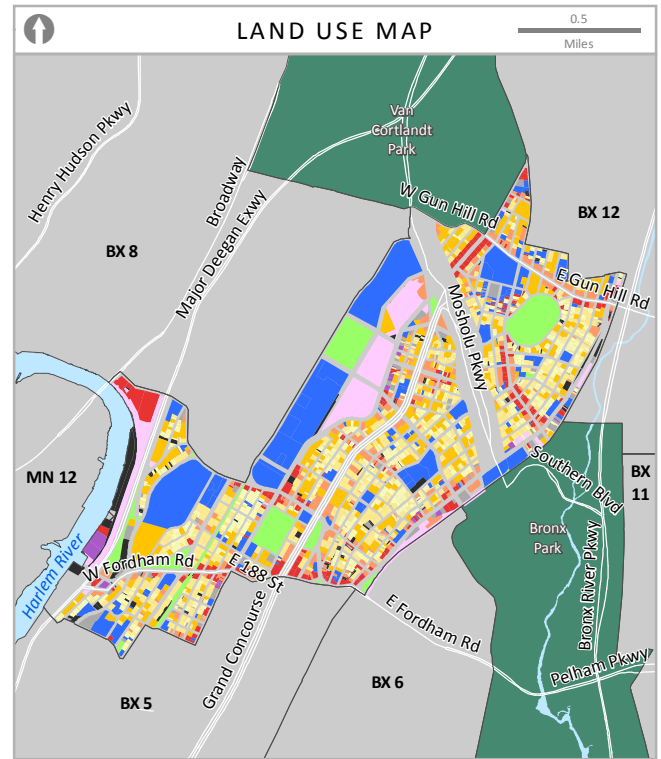 LAND USE MAP
0.5
Miles
Van
Cortlandt
Park
Henry Hudson Pkwy
Broadway
Major Deegan Exwy
W Gun Hill Rd
BX 12
BX 8
E Gun Hill Rd
Mosholu Pkwy
MN 12
Southern Blvd
BX
11
Bronx
Park
Harlem River
W Fordham Rd
E 188 St
Bronx River Pkwy
Grand Concourse
E Fordham Rd
Pelham Pkwy
BX 5
BX 6